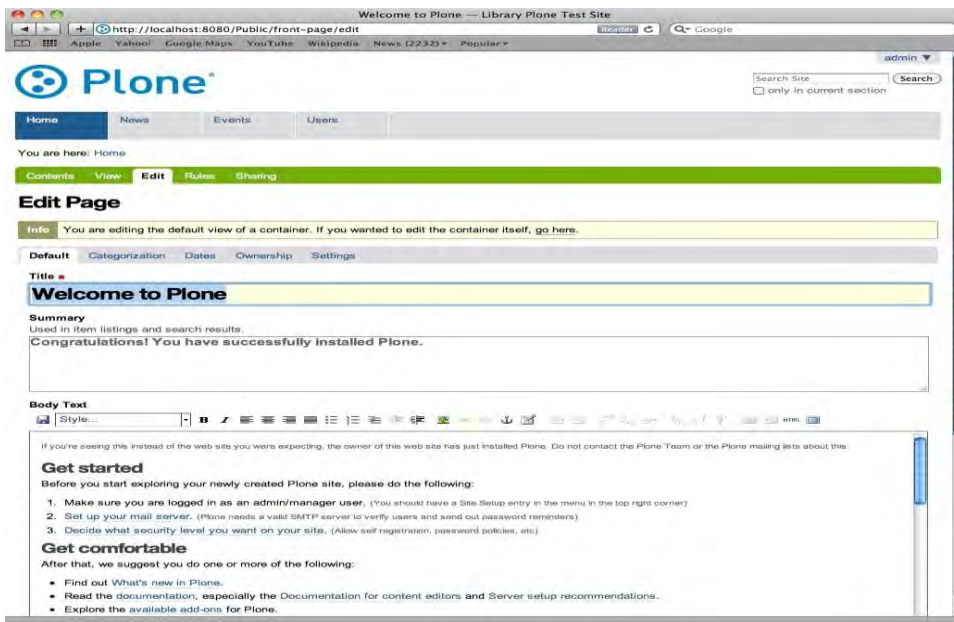 Welcome to Plone — Library Plone Test Site
http://localhost:8080/Public/front-page/edit
Reader
Google
Apple Yahoo! Google Maps YouTube Wikipedia News (2232) Popular
admin
Plone
Search Site
Search
only in current section
Home News Events Users
You are here: Home
Contents View Edit Rules Sharing
Edit Page
Info You are editing the default view of a container. If you wanted to edit the container itself, go here.
Default Categorization Dates Ownership Settings
Title
Welcome to Plone
Summary
Used in item listings and search results.
Congratulations! You have successfully installed Plone.
Body Text
Style...
B I
HTML
If you're seeing this instead of the web site you were expecting, the owner of this web site has just installed Plone. Do not contact the Plone Team or the Plone mailing lists about this.
Get started
Before you start exploring your newly created Plone site, please do the following:
1. Make sure you are logged in as an admin/manager user. (You should have a Site Setup entry in the menu in the top right corner)
2. Set up your mail server. (Plone needs a valid SMTP server to verify users and send out password reminders)
3. Decide what security level you want on your site. (Allow self registration, password policies, etc)
Get comfortable
After that, we suggest you do one or more of the following:
• Find out What's new in Plone.
• Read the documentation, especially the Documentation for content editors and Server setup recommendations.
• Explore the available add-ons for Plone.